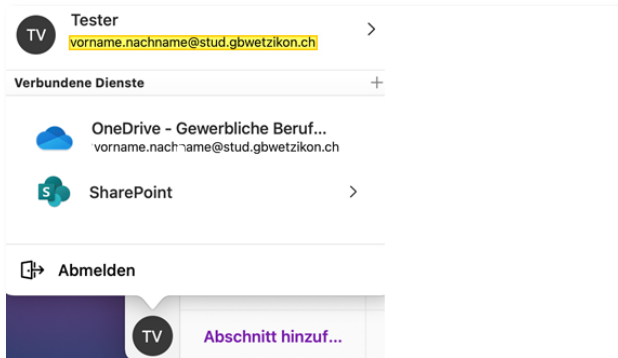 TV
Tester
vorname.nachname@stud.gbwetzikon.ch
Verbundene Dienste
OneDrive - Gewerbliche Beruf...
vorname.nachname@stud.gbwetzikon.ch
S
SharePoint
Abmelden
TV
Abschnitt hinzuf...